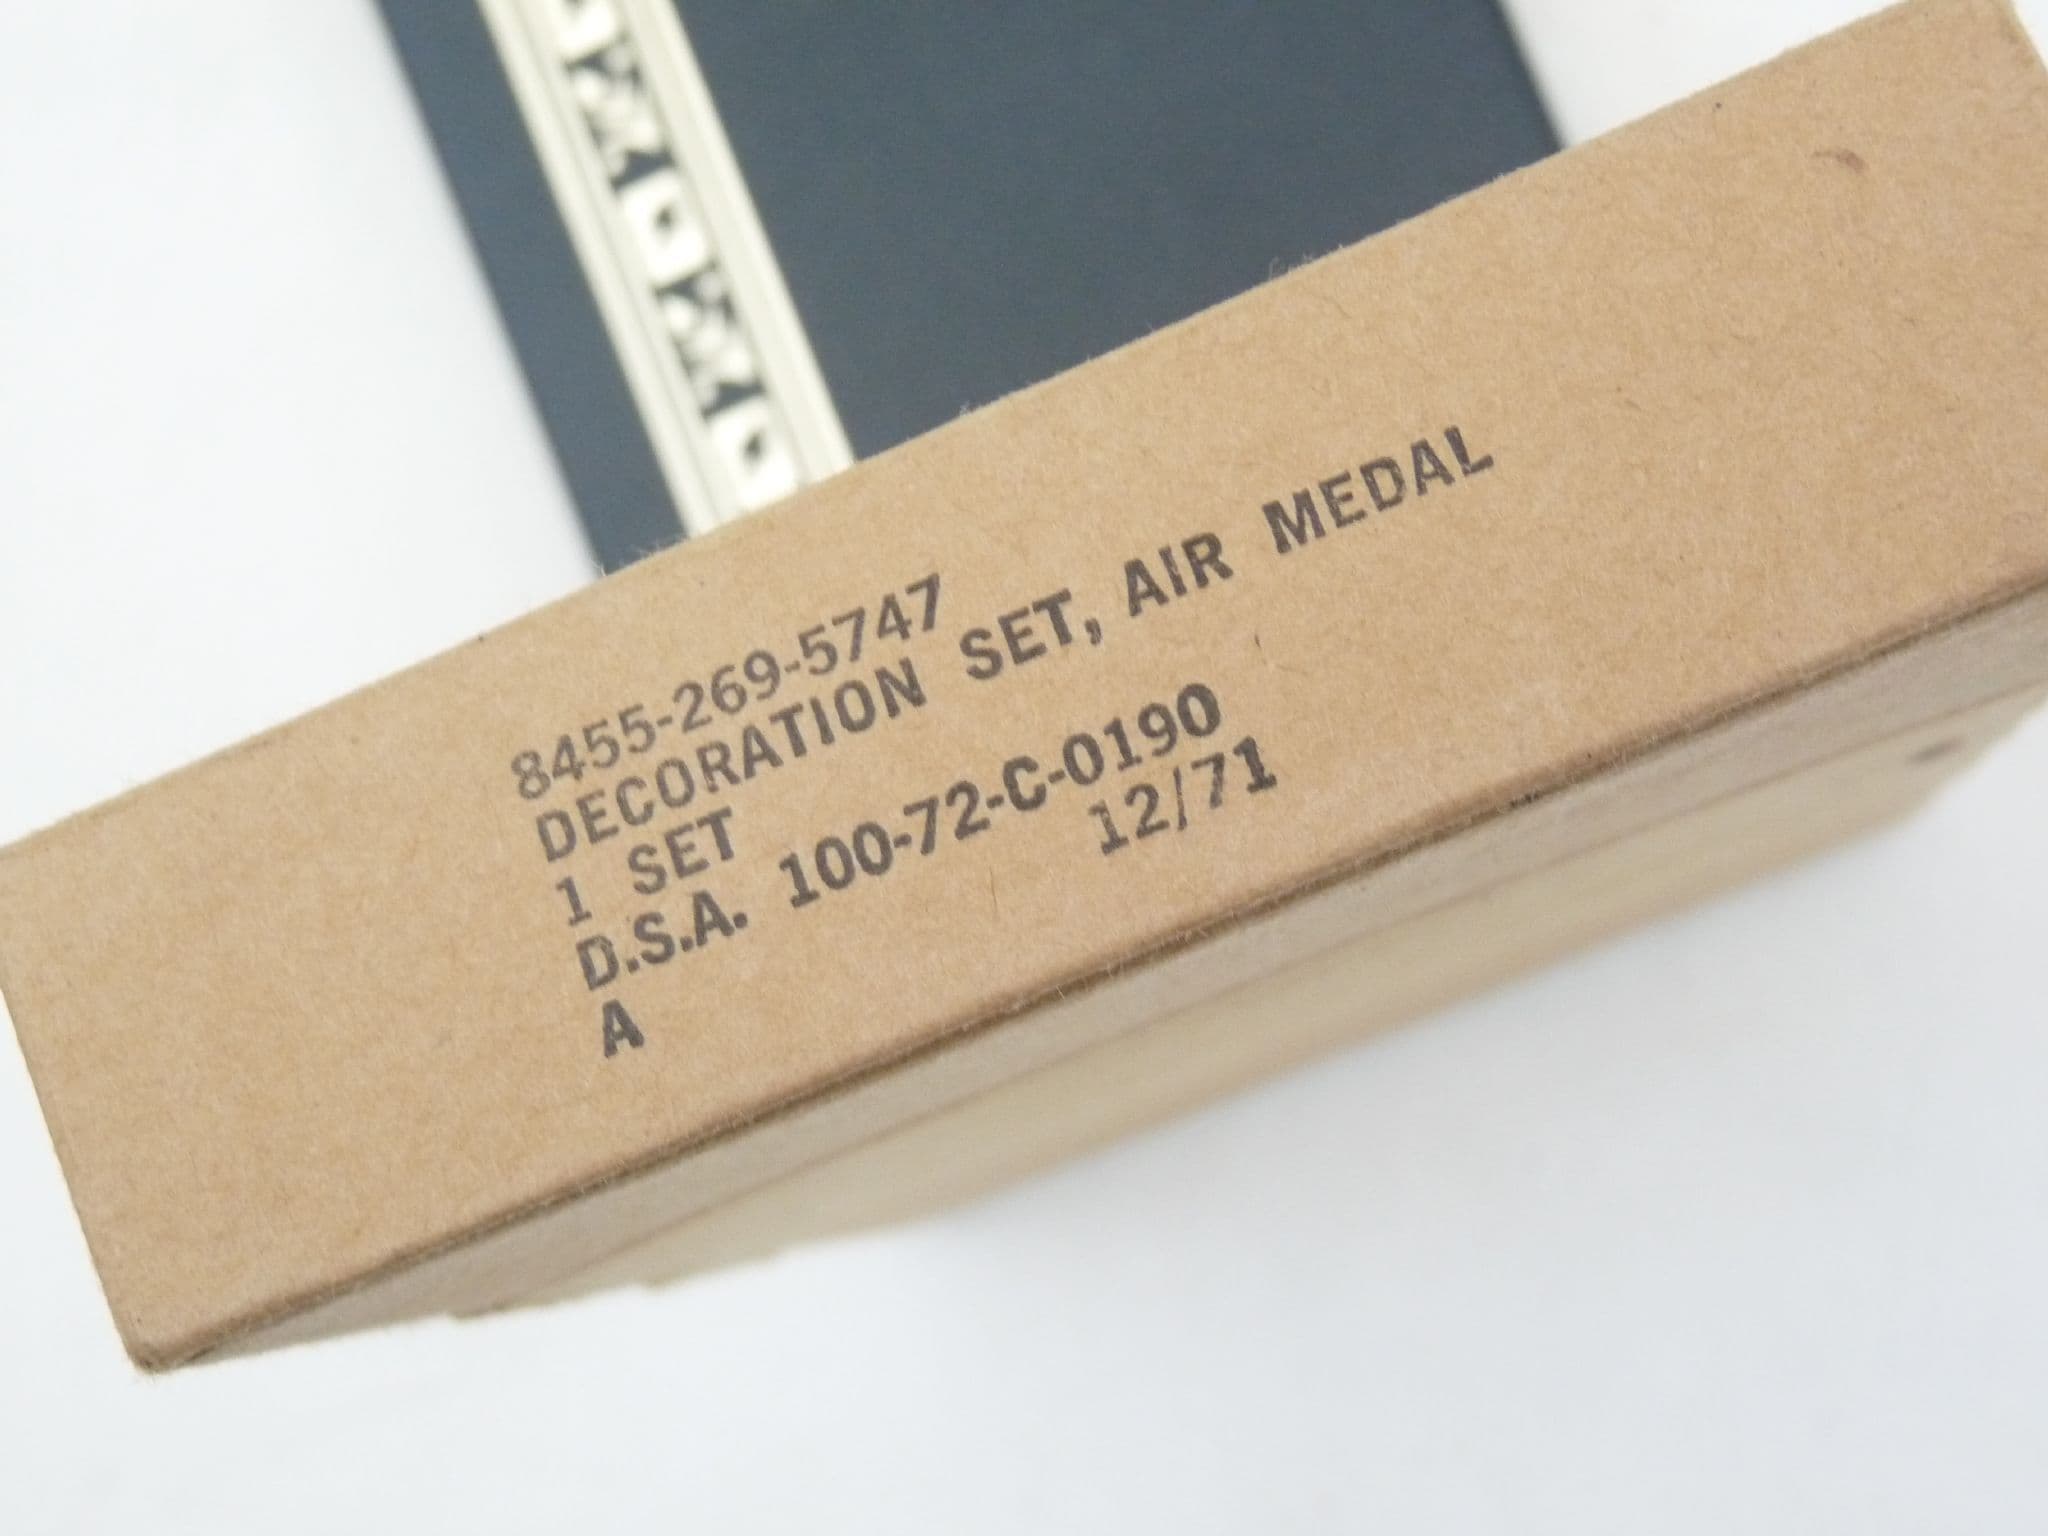 8455-269-5747
DECORATION SET, AIR MEDAL
1 SET
D.S.A. 100-72-C-0190
12/71
A